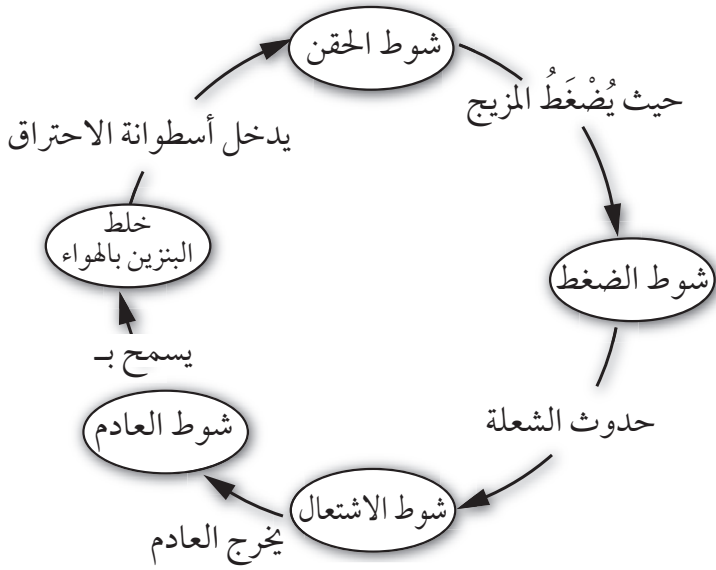 شوط الحقن
حيث يُضْغَطُ المزيج
شوط الضغط
حدوث الشعلة
شوط الاشتعال
يخرج العادم
شوط العادم
يسمح بـ
خلط
البنزين بالهواء
يدخل أسطوانة الاحتراق